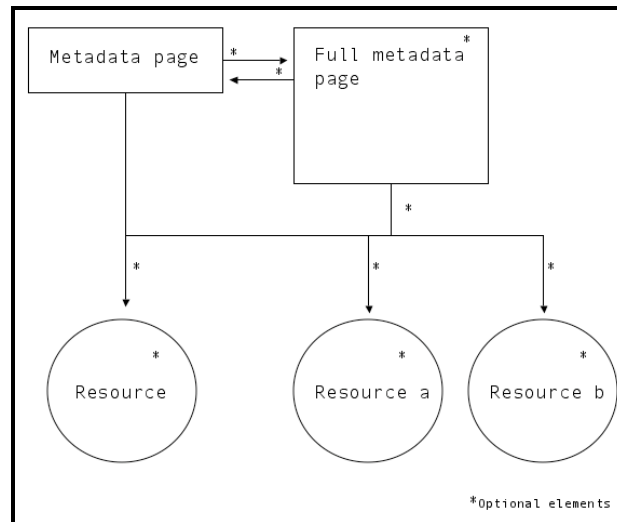 Metadata page
*
*
Full metadata *
page
*
*
*
*
*
Resource
*
Resource a
*
Resource b
*Optional elements